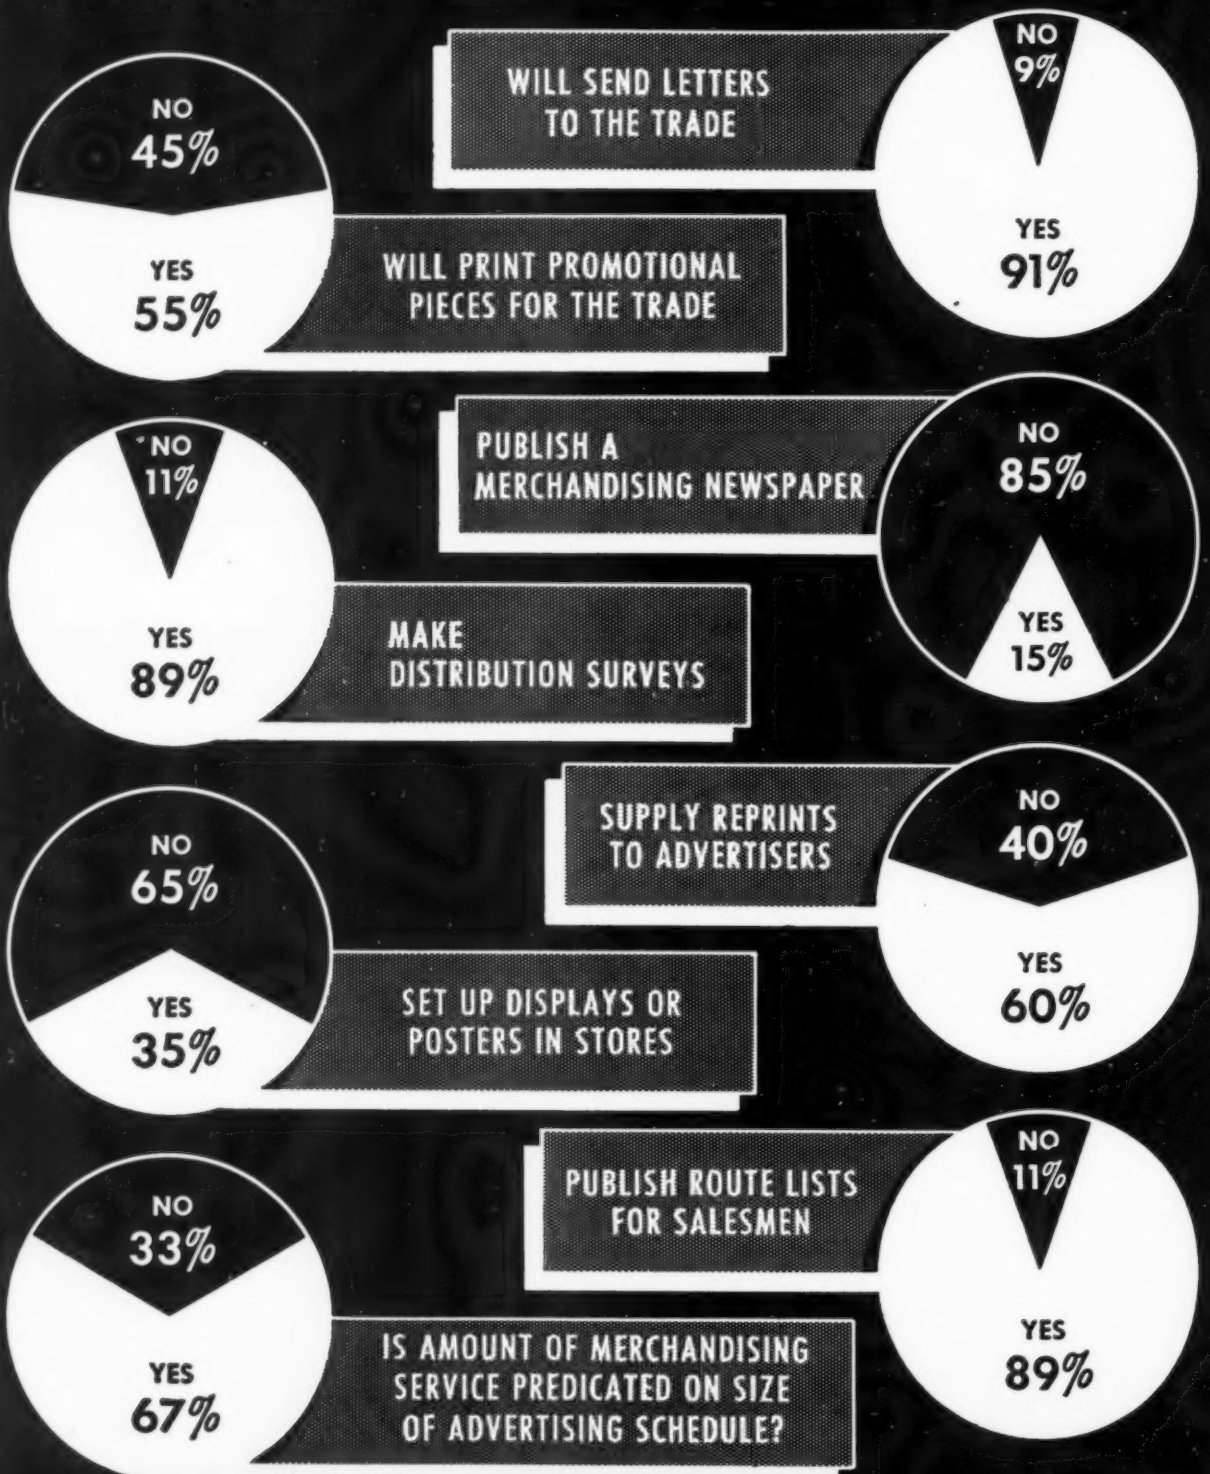 WILL SEND LETTERS
TO THE TRADE
NO
9%
YES
91%
NO
45%
YES
55%
WILL PRINT PROMOTIONAL
PIECES FOR THE TRADE
PUBLISH A
MERCHANDISING NEWSPAPER
NO
85%
YES
15%
NO
11%
YES
89%
MAKE
DISTRIBUTION SURVEYS
SUPPLY REPRINTS
TO ADVERTISERS
NO
40%
YES
60%
NO
65%
YES
35%
SET UP DISPLAYS OR
POSTERS IN STORES
PUBLISH ROUTE LISTS
FOR SALESMEN
NO
11%
YES
89%
NO
33%
YES
67%
IS AMOUNT OF MERCHANDISING
SERVICE PREDICATED ON SIZE
OF ADVERTISING SCHEDULE?